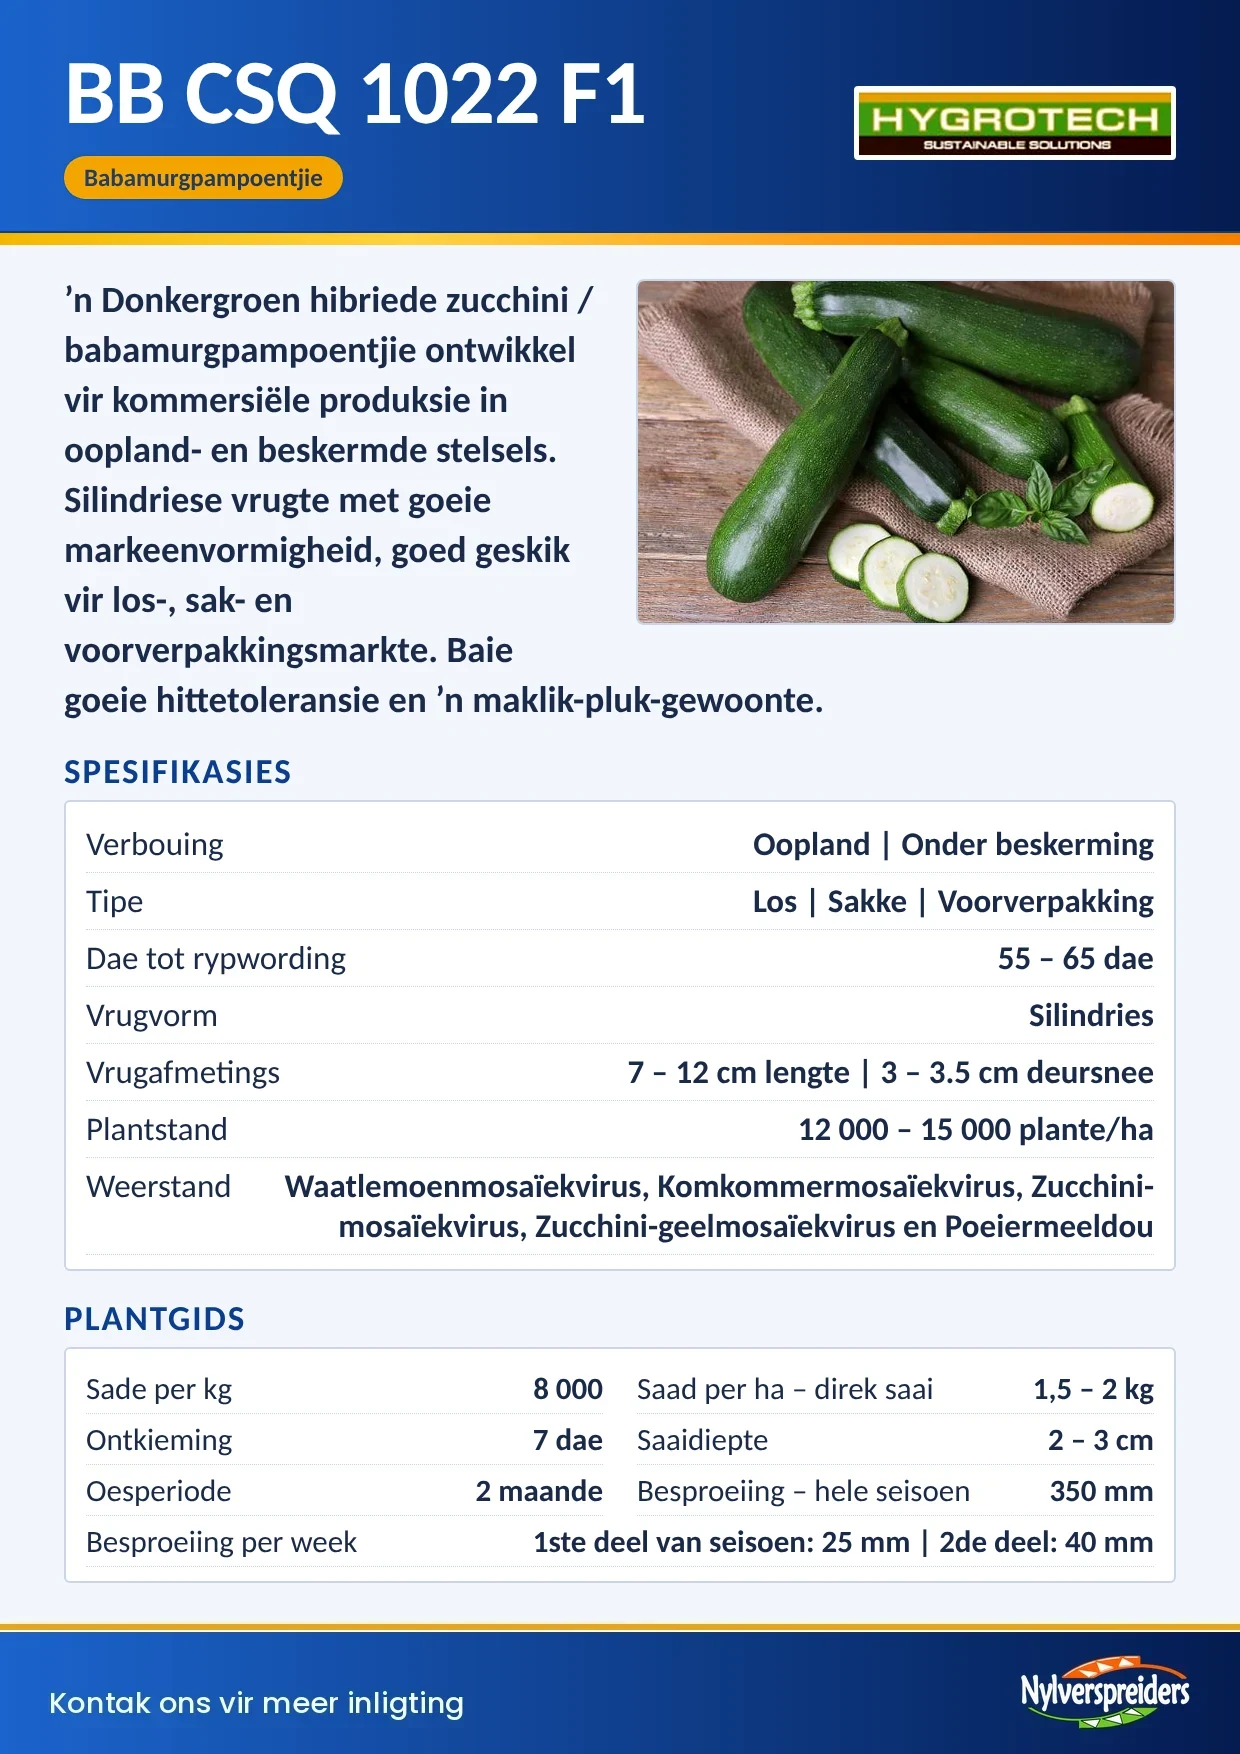 BB CSQ 1022 F1
HYGROTECH
SUSTAINABLE SOLUTIONS
Babamurgpampoentjie
’n Donkergroen hibriede zucchini /
babamurgpampoentjie ontwikkel
vir kommersiële produksie in
oopland- en beskermde stelsels.
Silindriese vrugte met goeie
markeenvormigheid, goed geskik
vir los-, sak- en
voorverpakkingsmarkte. Baie
goeie hittetoleransie en ’n maklik-pluk-gewoonte.
SPESIFIKASIES
Verbouing Oopland | Onder beskerming
Tipe Los | Sakke | Voorverpakking
Dae tot rypwording 55 – 65 dae
Vrugvorm Silindries
Vrugafmetings 7 – 12 cm lengte | 3 – 3.5 cm deursnee
Plantstand 12 000 – 15 000 plante/ha
Weerstand Waatlemoenmosaïekvirus, Komkommermosaïekvirus, Zucchini-
mosaïekvirus, Zucchini-geelmosaïekvirus en Poeiermeeldou
PLANTGIDS
Sade per kg 8 000 Saad per ha – direk saai 1,5 – 2 kg
Ontkieming 7 dae Saaidiepte 2 – 3 cm
Oesperiode 2 maande Besproeiing – hele seisoen 350 mm
Besproeiing per week 1ste deel van seisoen: 25 mm | 2de deel: 40 mm
Kontak ons vir meer inligting
Nylverspreiders